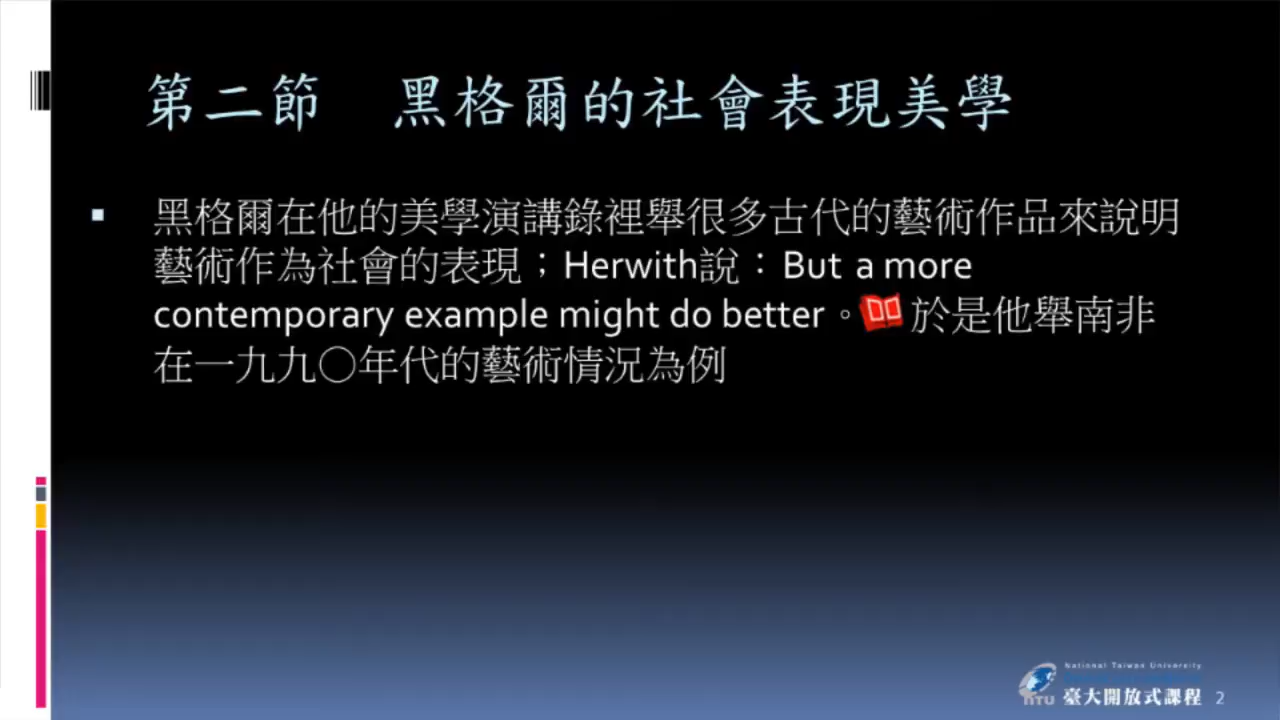 第二節 黑格爾的社會表現美學
黑格爾在他的美學演講錄裡舉很多古代的藝術作品來說明
藝術作為社會的表現；Herwith說：But a more
contemporary example might do better。於是他舉南非
在一九九〇年代的藝術情況為例
National Taiwan University
NTU 臺大開放式課程 2